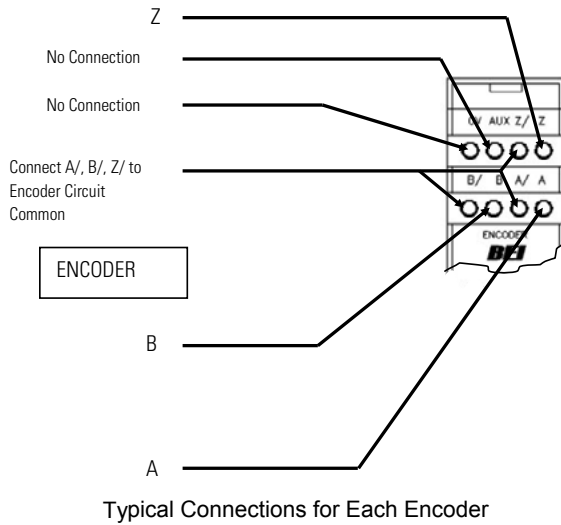 Z
No Connection
No Connection
0V AUX Z/ Z
Connect A/, B/, Z/ to
Encoder Circuit
Common
B/ B A/ A
ENCODER
BEI
ENCODER
B
A
Typical Connections for Each Encoder